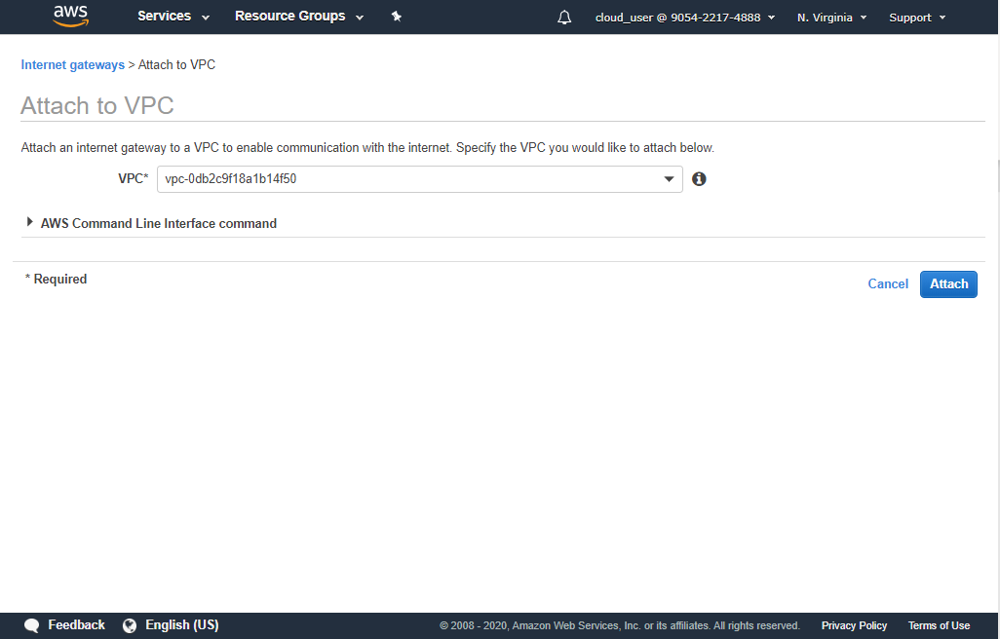 aws Services Resource Groups cloud_user @ 9054-2217-4888 N. Virginia Support
Internet gateways > Attach to VPC
Attach to VPC
Attach an internet gateway to a VPC to enable communication with the internet. Specify the VPC you would like to attach below.
VPC* vpc-0db2c9f18a1b14f50
AWS Command Line Interface command
* Required
Cancel Attach
Feedback English (US) © 2008 - 2020, Amazon Web Services, Inc. or its affiliates. All rights reserved. Privacy Policy Terms of Use